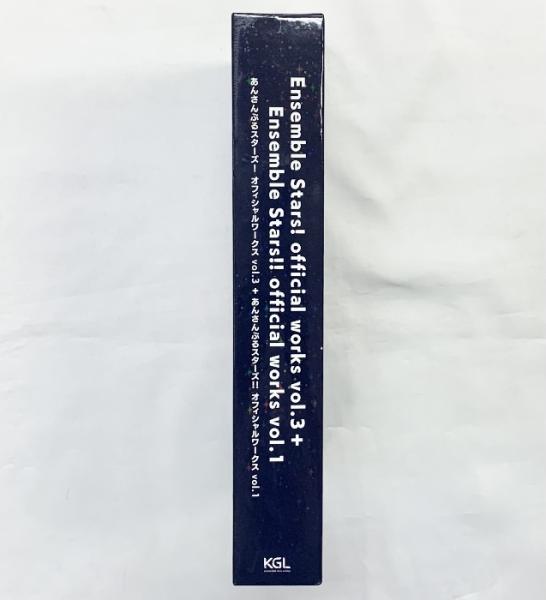 Ensemble Stars! official works vol.3+
Ensemble Stars!! official works vol.1
あんさんぶるスターズ! オフィシャルワークス vol.3 + あんさんぶるスターズ!! オフィシャルワークス vol.1
KGL